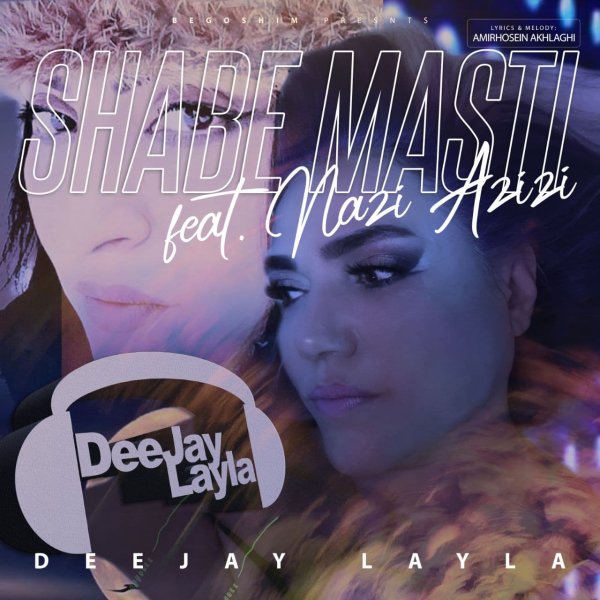 BEGOSHIM PRESENTS
LYRICS & MELODY:
AMIRHOSEIN AKHLAGHI
SHABE MASTI
feat. Nazi Azizi
DeeJay
Layla
DEEJAY LAYLA